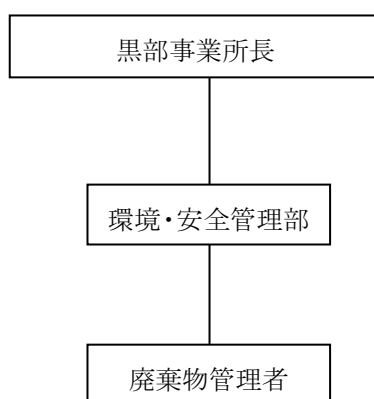 黒部事業所長
環境・安全管理部
廃棄物管理者